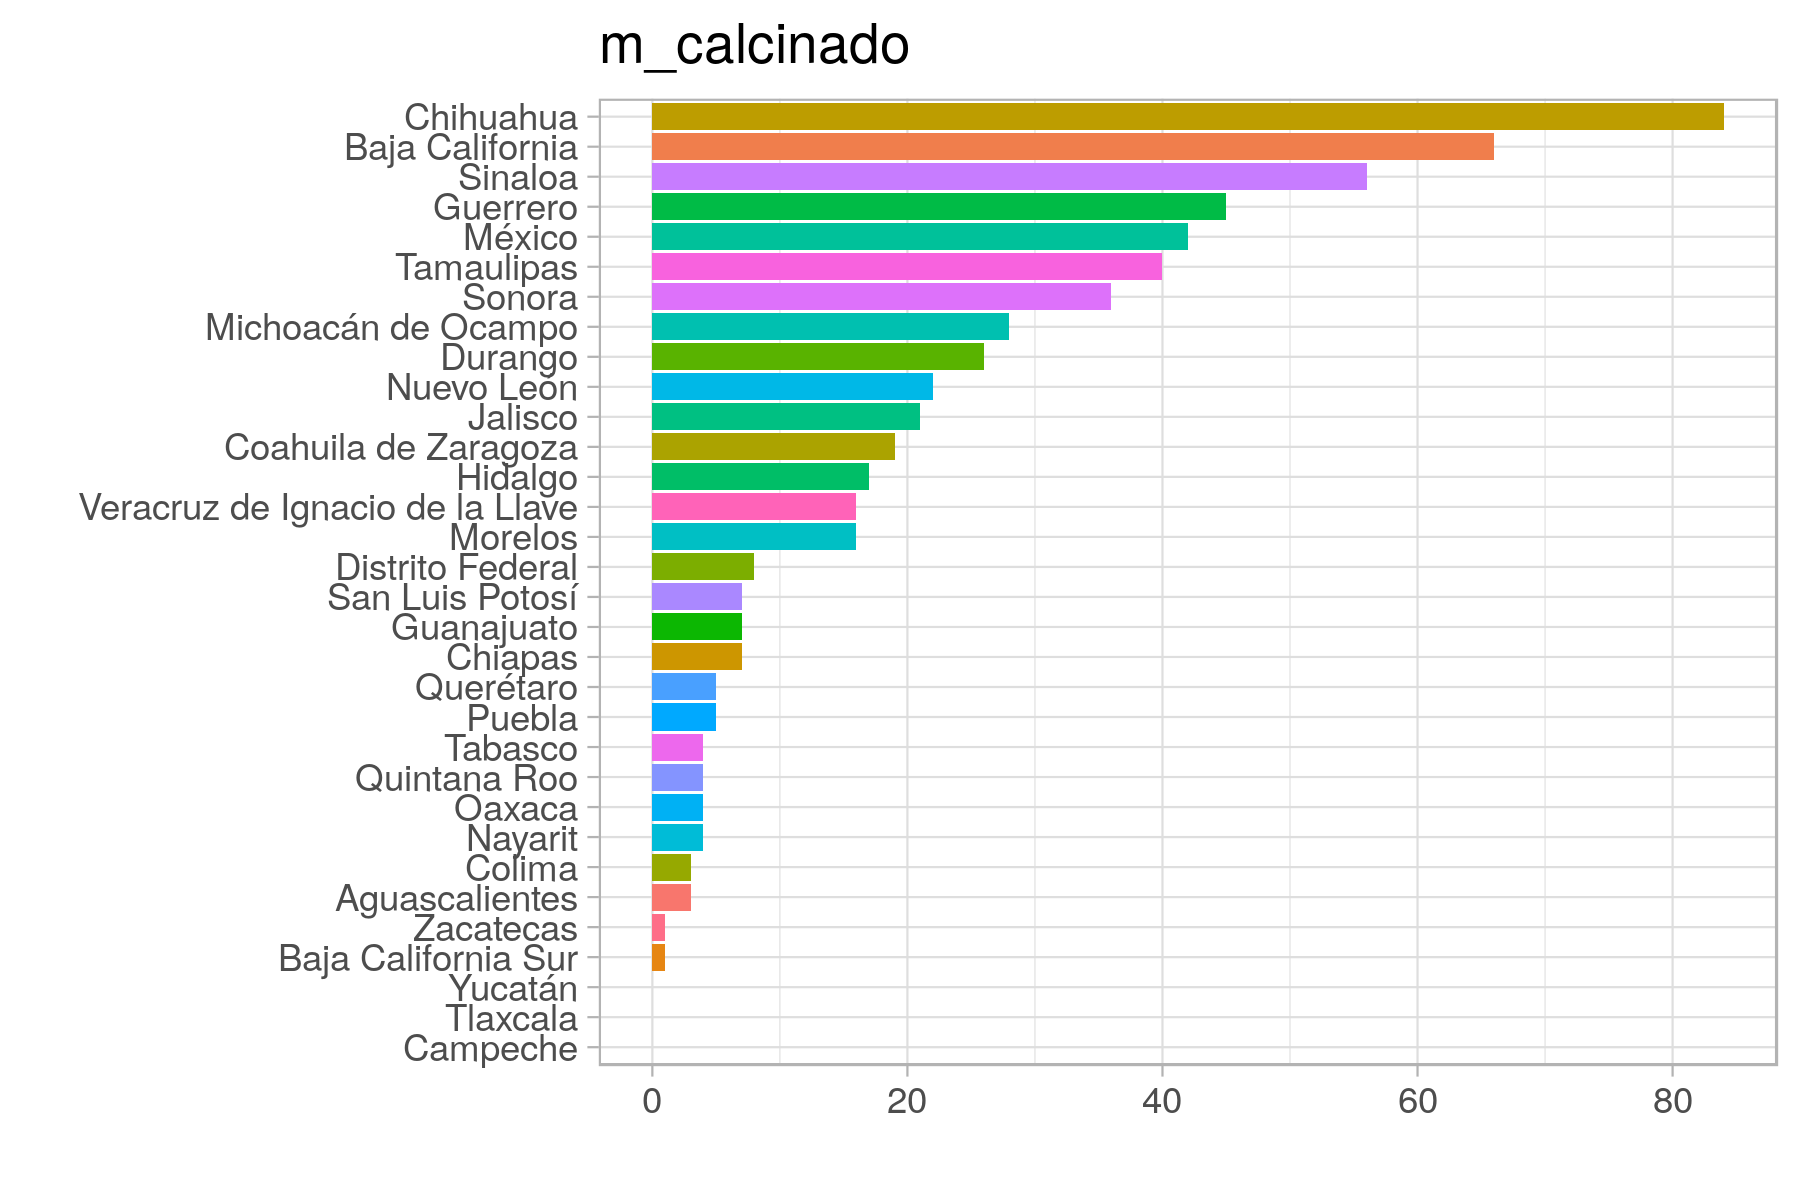 m_calcinado
Chihuahua
Baja California
Sinaloa
Guerrero
México
Tamaulipas
Sonora
Michoacán de Ocampo
Durango
Nuevo León
Jalisco
Coahuila de Zaragoza
Hidalgo
Veracruz de Ignacio de la Llave
Morelos
Distrito Federal
San Luis Potosí
Guanajuato
Chiapas
Querétaro
Puebla
Tabasco
Quintana Roo
Oaxaca
Nayarit
Colima
Aguascalientes
Zacatecas
Baja California Sur
Yucatán
Tlaxcala
Campeche
0 20 40 60 80